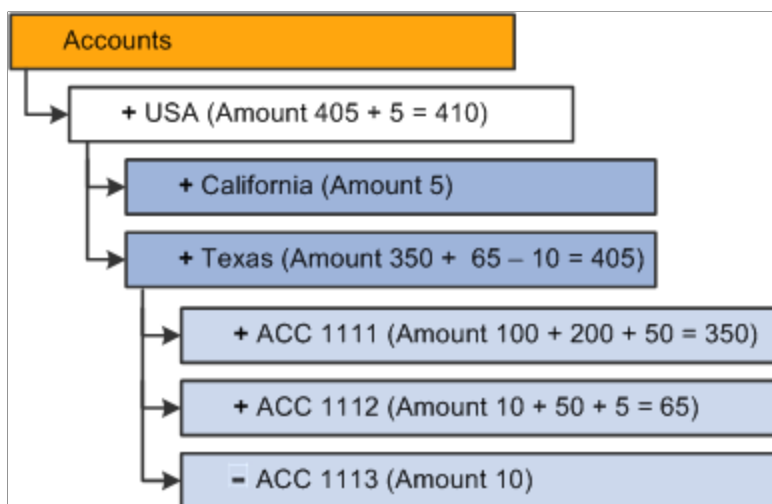 Accounts
+ USA (Amount 405 + 5 = 410)
+ California (Amount 5)
+ Texas (Amount 350 + 65 – 10 = 405)
+ ACC 1111 (Amount 100 + 200 + 50 = 350)
+ ACC 1112 (Amount 10 + 50 + 5 = 65)
- ACC 1113 (Amount 10)